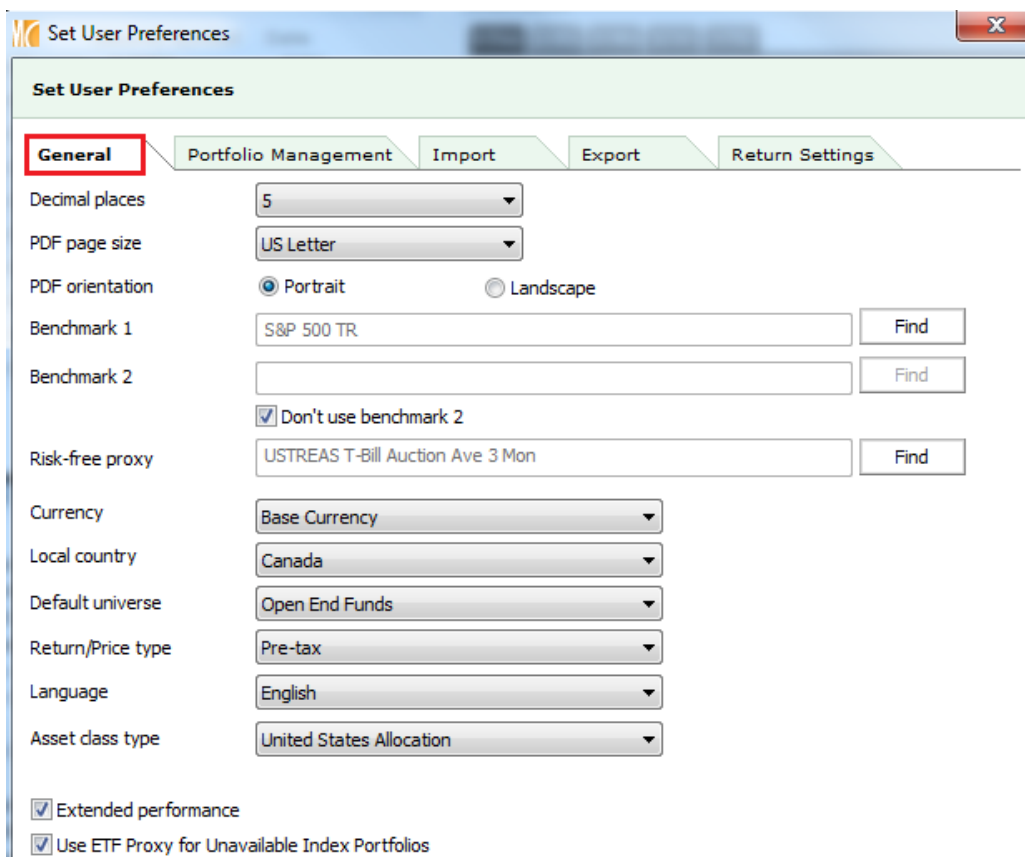 Set User Preferences
Set User Preferences
General Portfolio Management Import Export Return Settings
Decimal places 5
PDF page size US Letter
PDF orientation Portrait Landscape
Benchmark 1 S&P 500 TR Find
Benchmark 2 Find
Don't use benchmark 2
Risk-free proxy USTREAS T-Bill Auction Ave 3 Mon Find
Currency Base Currency
Local country Canada
Default universe Open End Funds
Return/Price type Pre-tax
Language English
Asset class type United States Allocation
Extended performance
Use ETF Proxy for Unavailable Index Portfolios